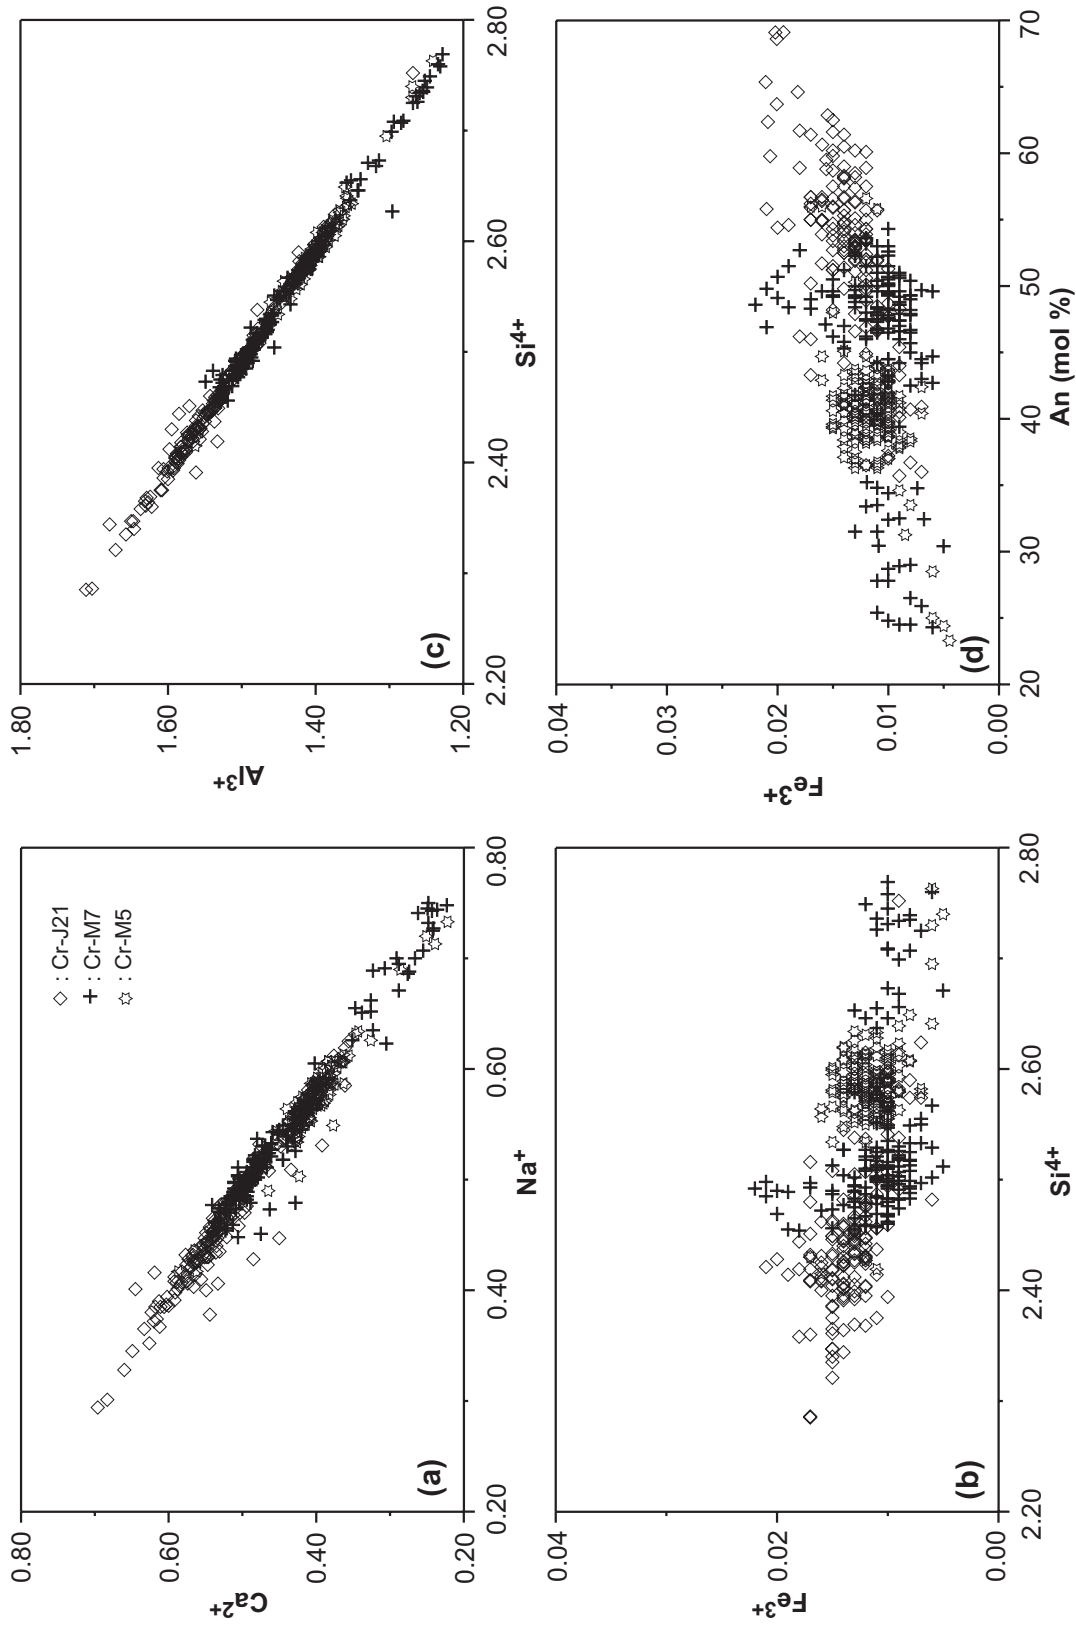 0.80
0.60
0.40
0.20
Ca2+
0.20
0.40
0.60
0.80
Na+
(a)
◇ : Cr-J21
+ : Cr-M7
✡ : Cr-M5
1.80
1.60
1.40
1.20
Al3+
2.20
2.40
2.60
2.80
Si4+
(c)
0.04
0.03
0.02
0.01
0.00
Fe3+
2.20
2.40
2.60
2.80
Si4+
(b)
0.04
0.03
0.02
0.01
0.00
Fe3+
20
30
40
50
60
70
An (mol %)
(d)